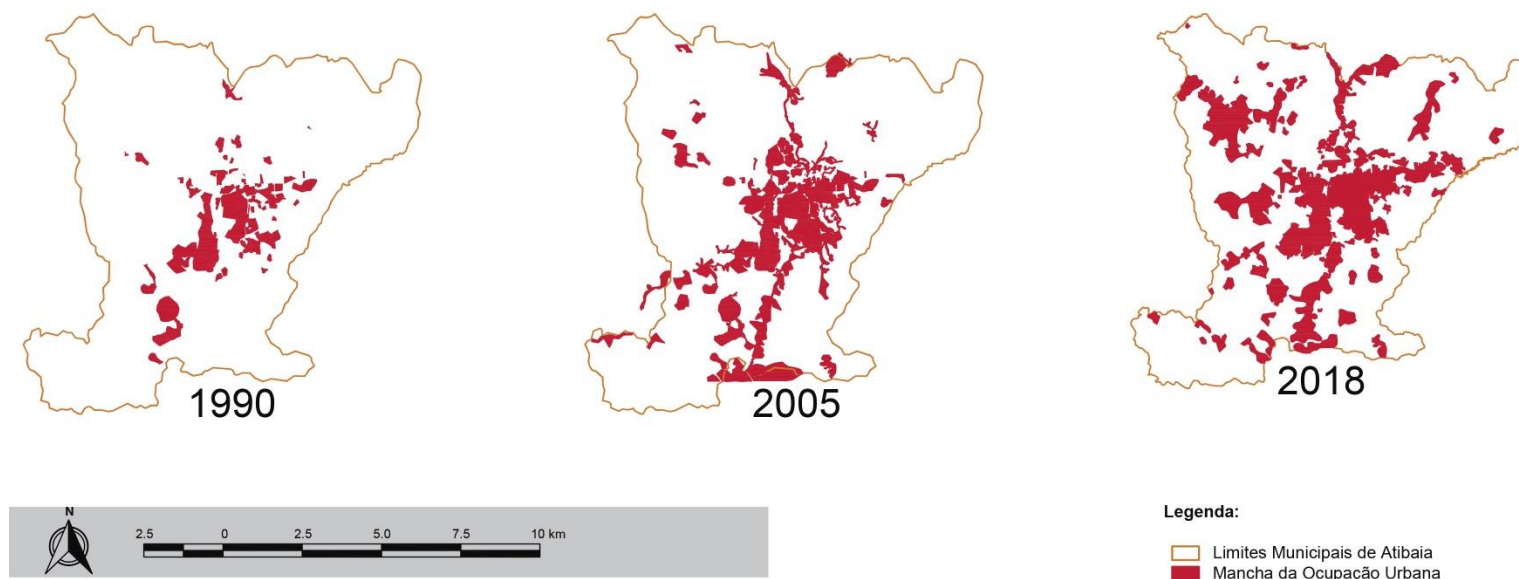 1990
2005
2018
N
2.5 0 2.5 5.0 7.5 10 km
Legenda:
Limites Municipais de Atibaia
Mancha da Ocupação Urbana